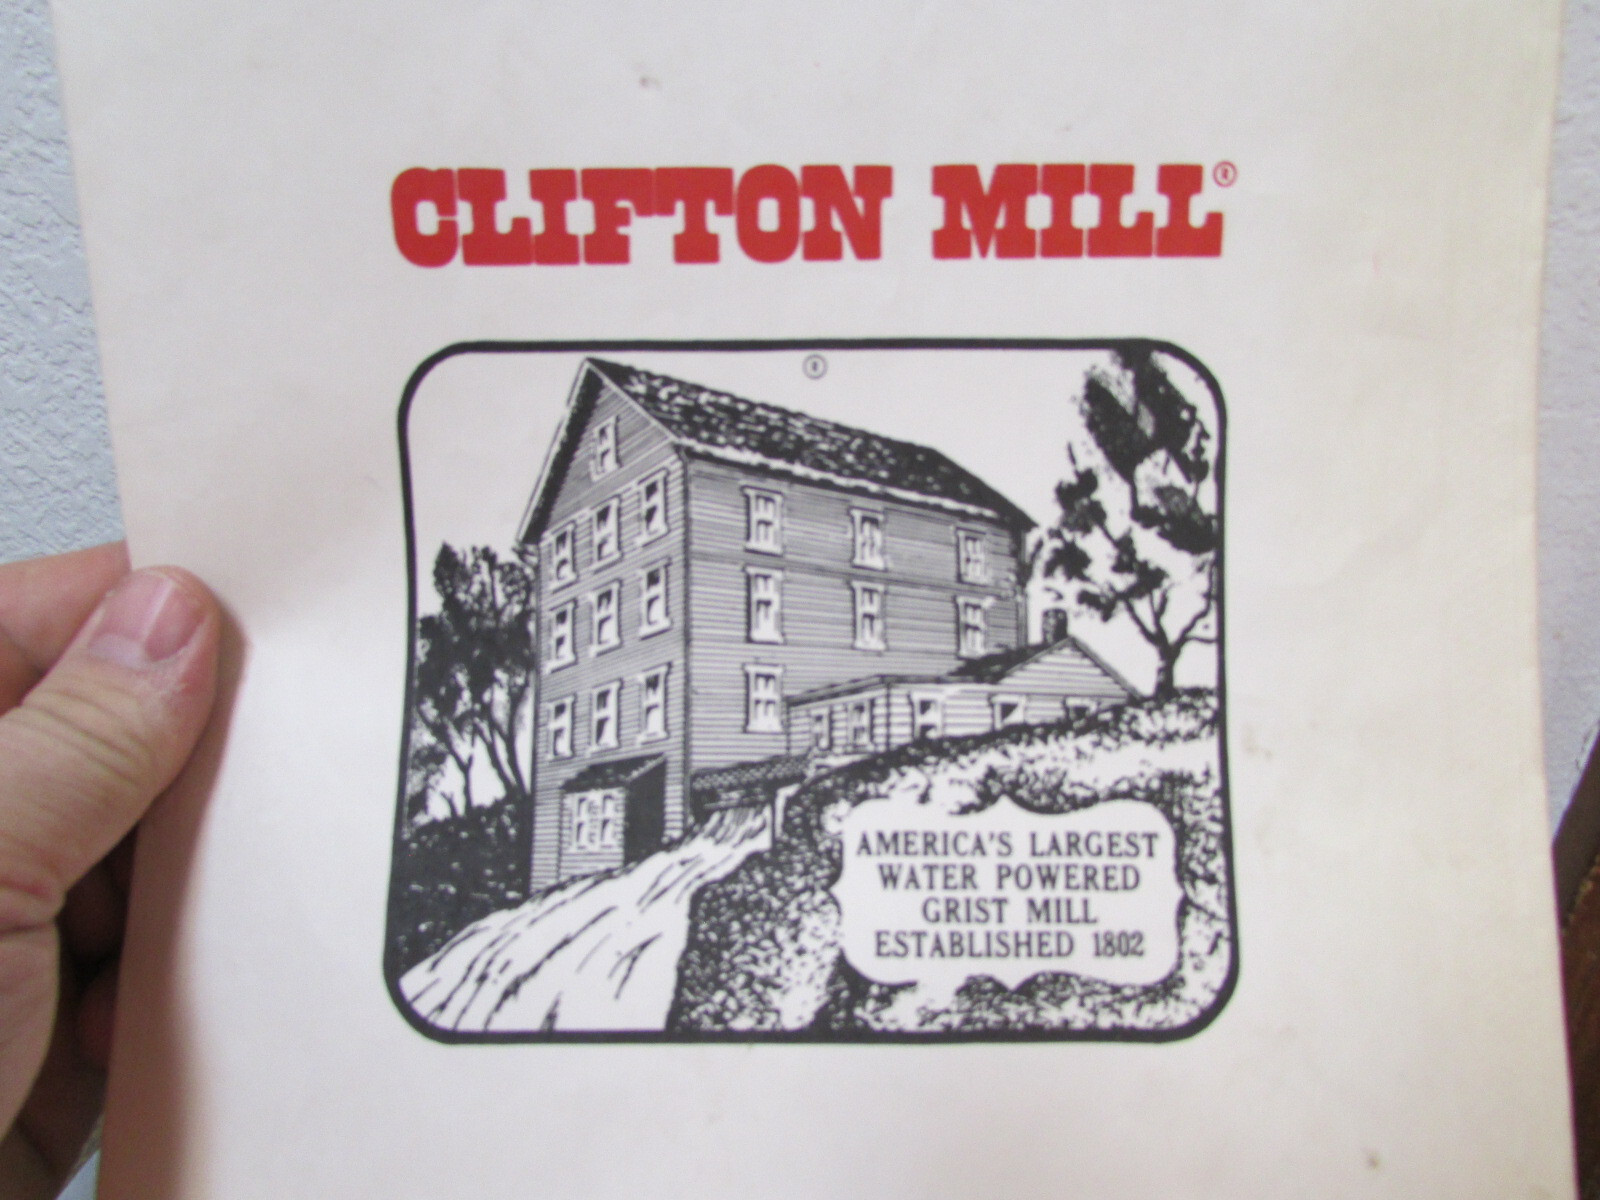 CLIFTON MILL®
®
AMERICA'S LARGEST
WATER POWERED
GRIST MILL
ESTABLISHED 1802